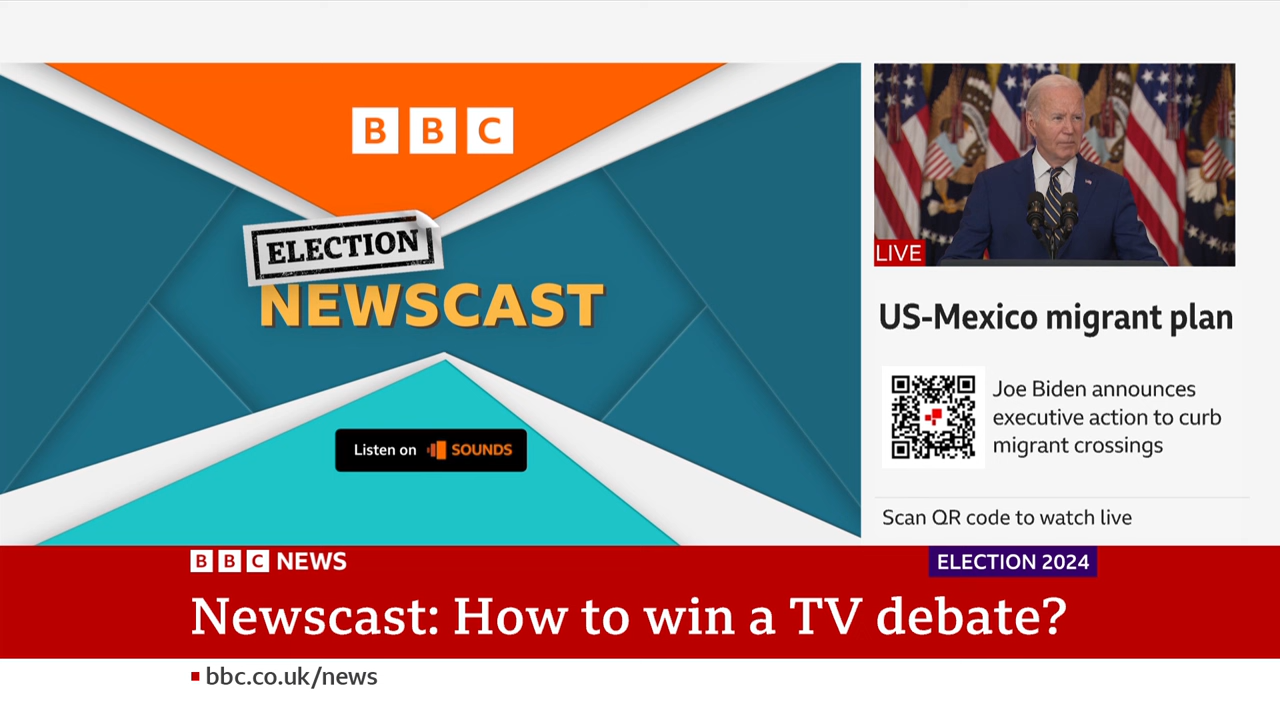 BBC
ELECTION
NEWSCAST
Listen on SOUNDS
LIVE
US-Mexico migrant plan
Joe Biden announces
executive action to curb
migrant crossings
Scan QR code to watch live
BBC NEWS
ELECTION 2024
Newscast: How to win a TV debate?
bbc.co.uk/news